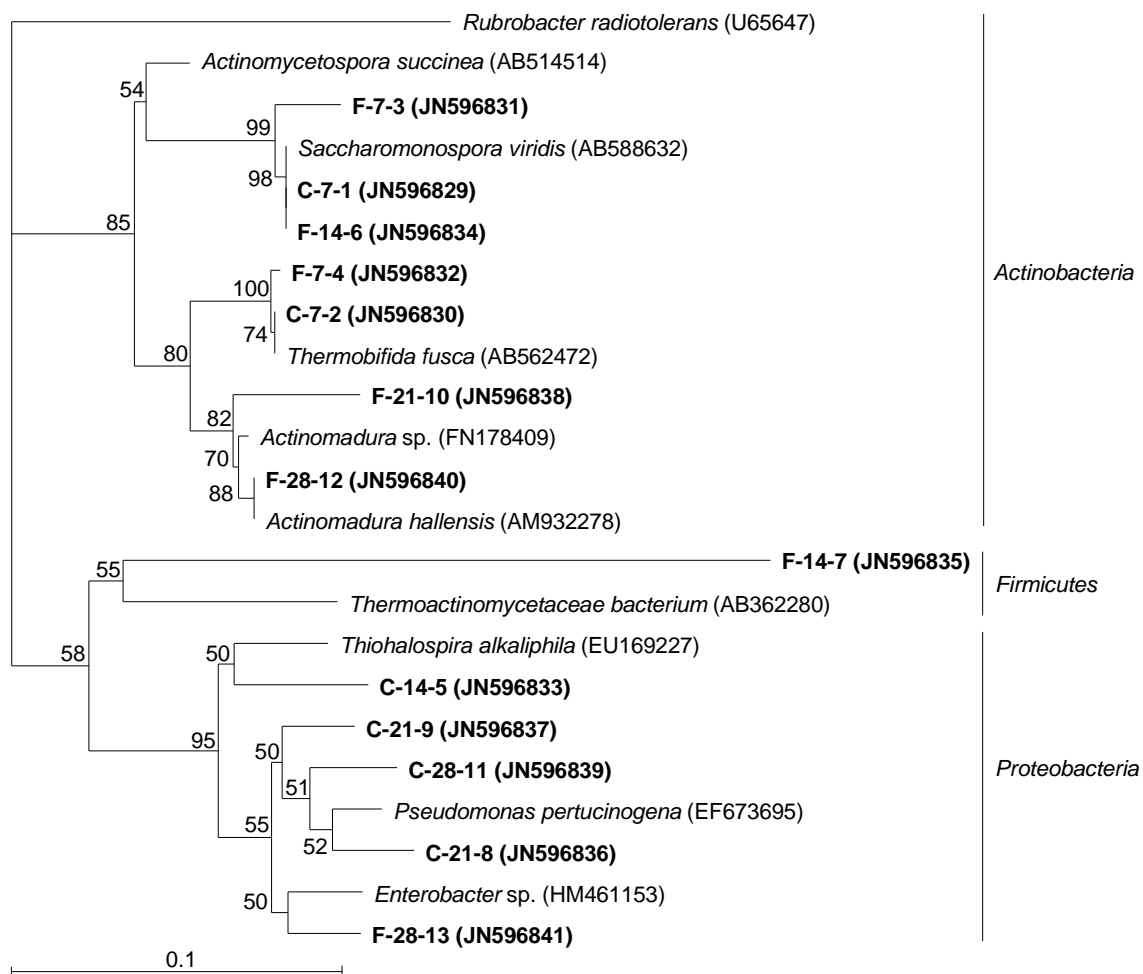 Rubrobacter radiotolerans (U65647)
Actinomycetospora succinea (AB514514)
54
F-7-3 (JN596831)
99
Saccharomonospora viridis (AB588632)
98
C-7-1 (JN596829)
F-14-6 (JN596834)
85
F-7-4 (JN596832)
Actinobacteria
100
C-7-2 (JN596830)
74
Thermobifida fusca (AB562472)
80
F-21-10 (JN596838)
82
Actinomadura sp. (FN178409)
70
F-28-12 (JN596840)
88
Actinomadura hallensis (AM932278)
F-14-7 (JN596835)
55
Firmicutes
Thermoactinomycetaceae bacterium (AB362280)
58
Thiohalospira alkaliphila (EU169227)
50
C-14-5 (JN596833)
C-21-9 (JN596837)
95
50
C-28-11 (JN596839)
Proteobacteria
51
Pseudomonas pertucinogena (EF673695)
55
52
C-21-8 (JN596836)
Enterobacter sp. (HM461153)
50
F-28-13 (JN596841)
0.1